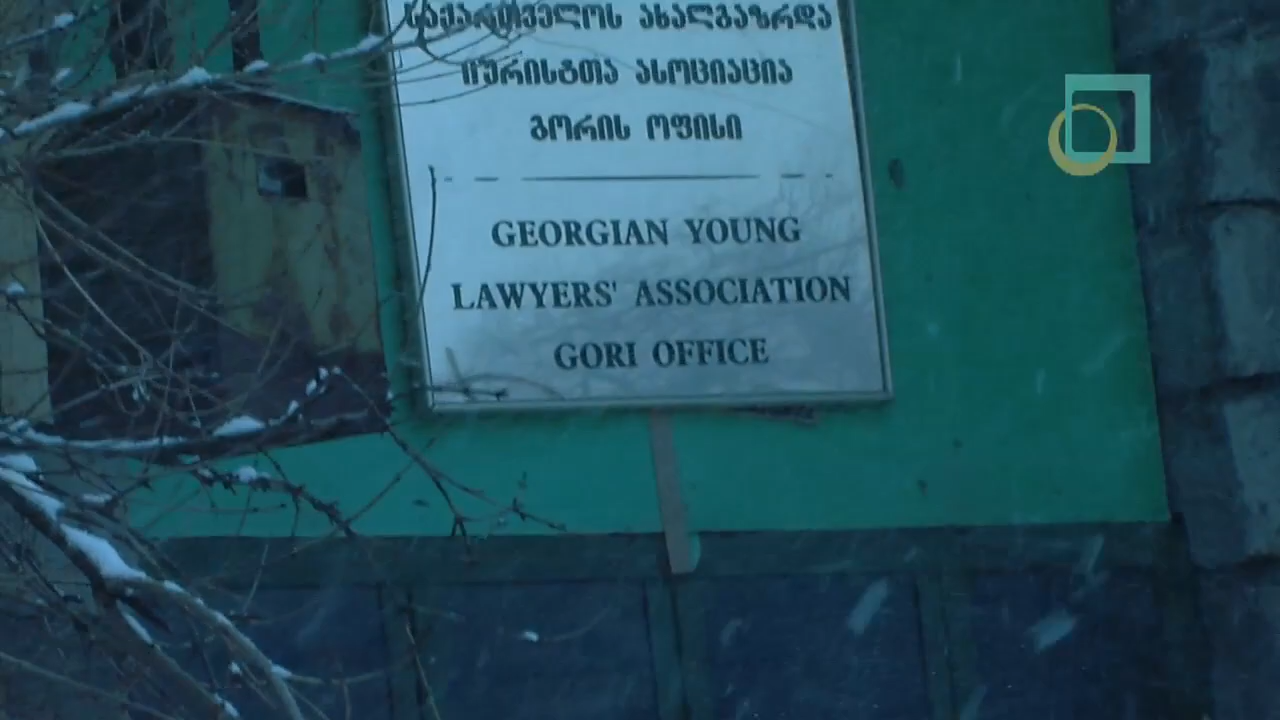 საქართველოს ახალგაზრდა
იურისტთა ასოციაცია
გორის ოფისი
GEORGIAN YOUNG
LAWYERS' ASSOCIATION
GORI OFFICE